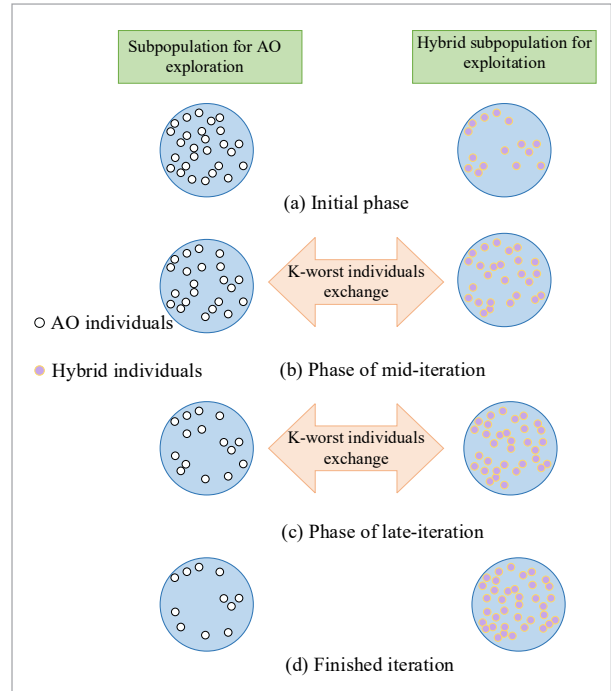 Subpopulation for AO
exploration
Hybrid subpopulation for
exploitation
(a) Initial phase
K-worst individuals
exchange
AO individuals
Hybrid individuals
(b) Phase of mid-iteration
K-worst individuals
exchange
(c) Phase of late-iteration
(d) Finished iteration